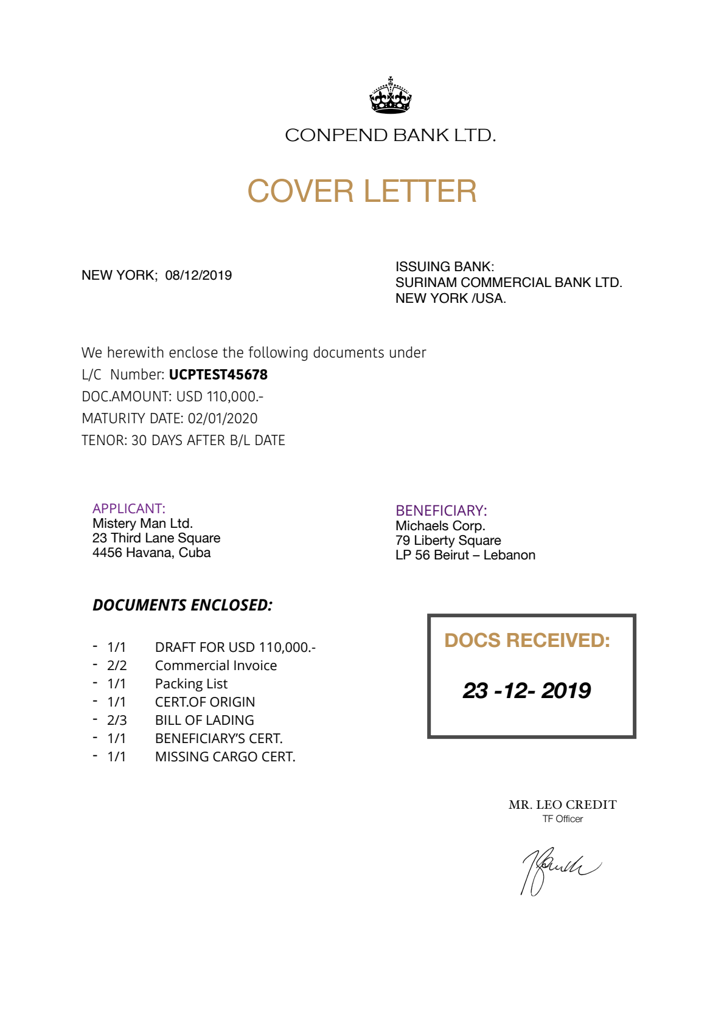 CONPEND BANK LTD.
COVER LETTER
NEW YORK;  08/12/2019
ISSUING BANK:
SURINAM COMMERCIAL BANK LTD.
NEW YORK /USA.
We herewith enclose the following documents under
L/C  Number: UCPTEST45678
DOC.AMOUNT: USD 110,000.-
MATURITY DATE: 02/01/2020
TENOR: 30 DAYS AFTER B/L DATE
APPLICANT:
Mistery Man Ltd.
23 Third Lane Square
4456 Havana, Cuba
BENEFICIARY:
Michaels Corp.
79 Liberty Square
LP 56 Beirut – Lebanon
DOCUMENTS ENCLOSED:
- 1/1 DRAFT FOR USD 110,000.-
- 2/2 Commercial Invoice
- 1/1 Packing List
- 1/1 CERT.OF ORIGIN
- 2/3 BILL OF LADING
- 1/1 BENEFICIARY'S CERT.
- 1/1 MISSING CARGO CERT.
DOCS RECEIVED:
23 -12- 2019
MR. LEO CREDIT
TF Officer